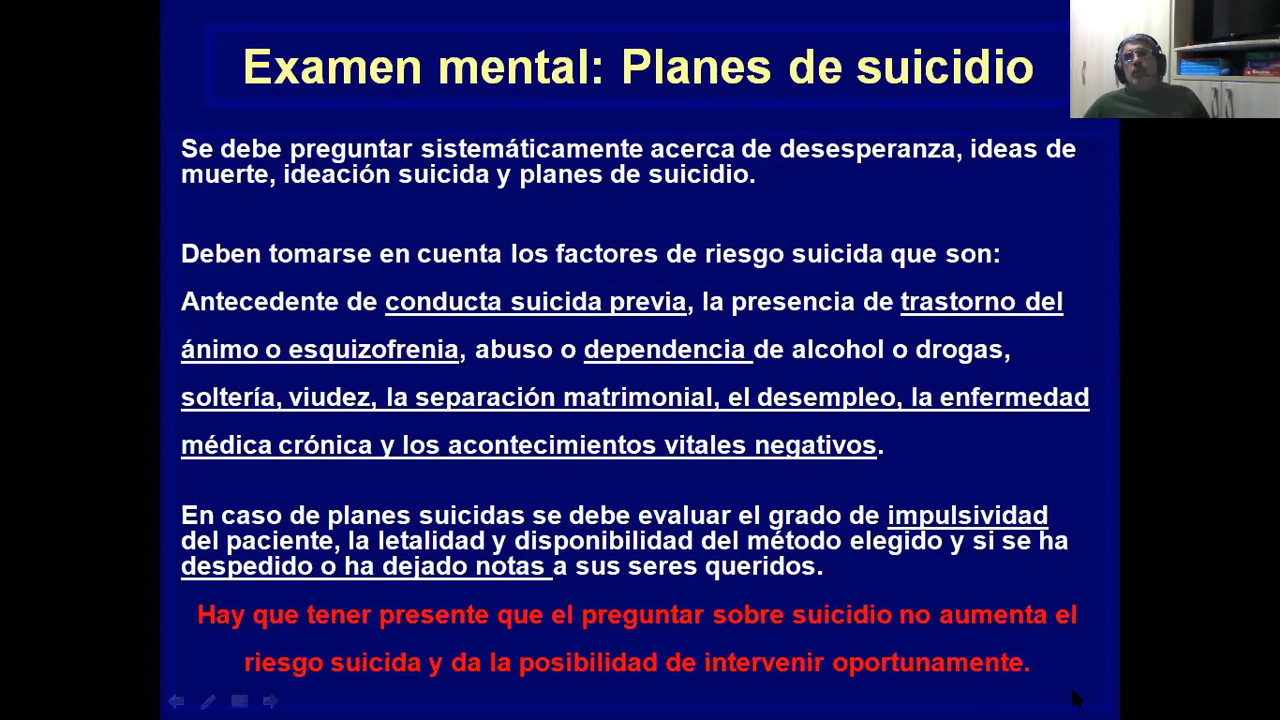 Examen mental: Planes de suicidio
Se debe preguntar sistemáticamente acerca de desesperanza, ideas de
muerte, ideación suicida y planes de suicidio.
Deben tomarse en cuenta los factores de riesgo suicida que son:
Antecedente de conducta suicida previa, la presencia de trastorno del
ánimo o esquizofrenia, abuso o dependencia de alcohol o drogas,
soltería, viudez, la separación matrimonial, el desempleo, la enfermedad
médica crónica y los acontecimientos vitales negativos.
En caso de planes suicidas se debe evaluar el grado de impulsividad
del paciente, la letalidad y disponibilidad del método elegido y si se ha
despedido o ha dejado notas a sus seres queridos.
Hay que tener presente que el preguntar sobre suicidio no aumenta el
riesgo suicida y da la posibilidad de intervenir oportunamente.